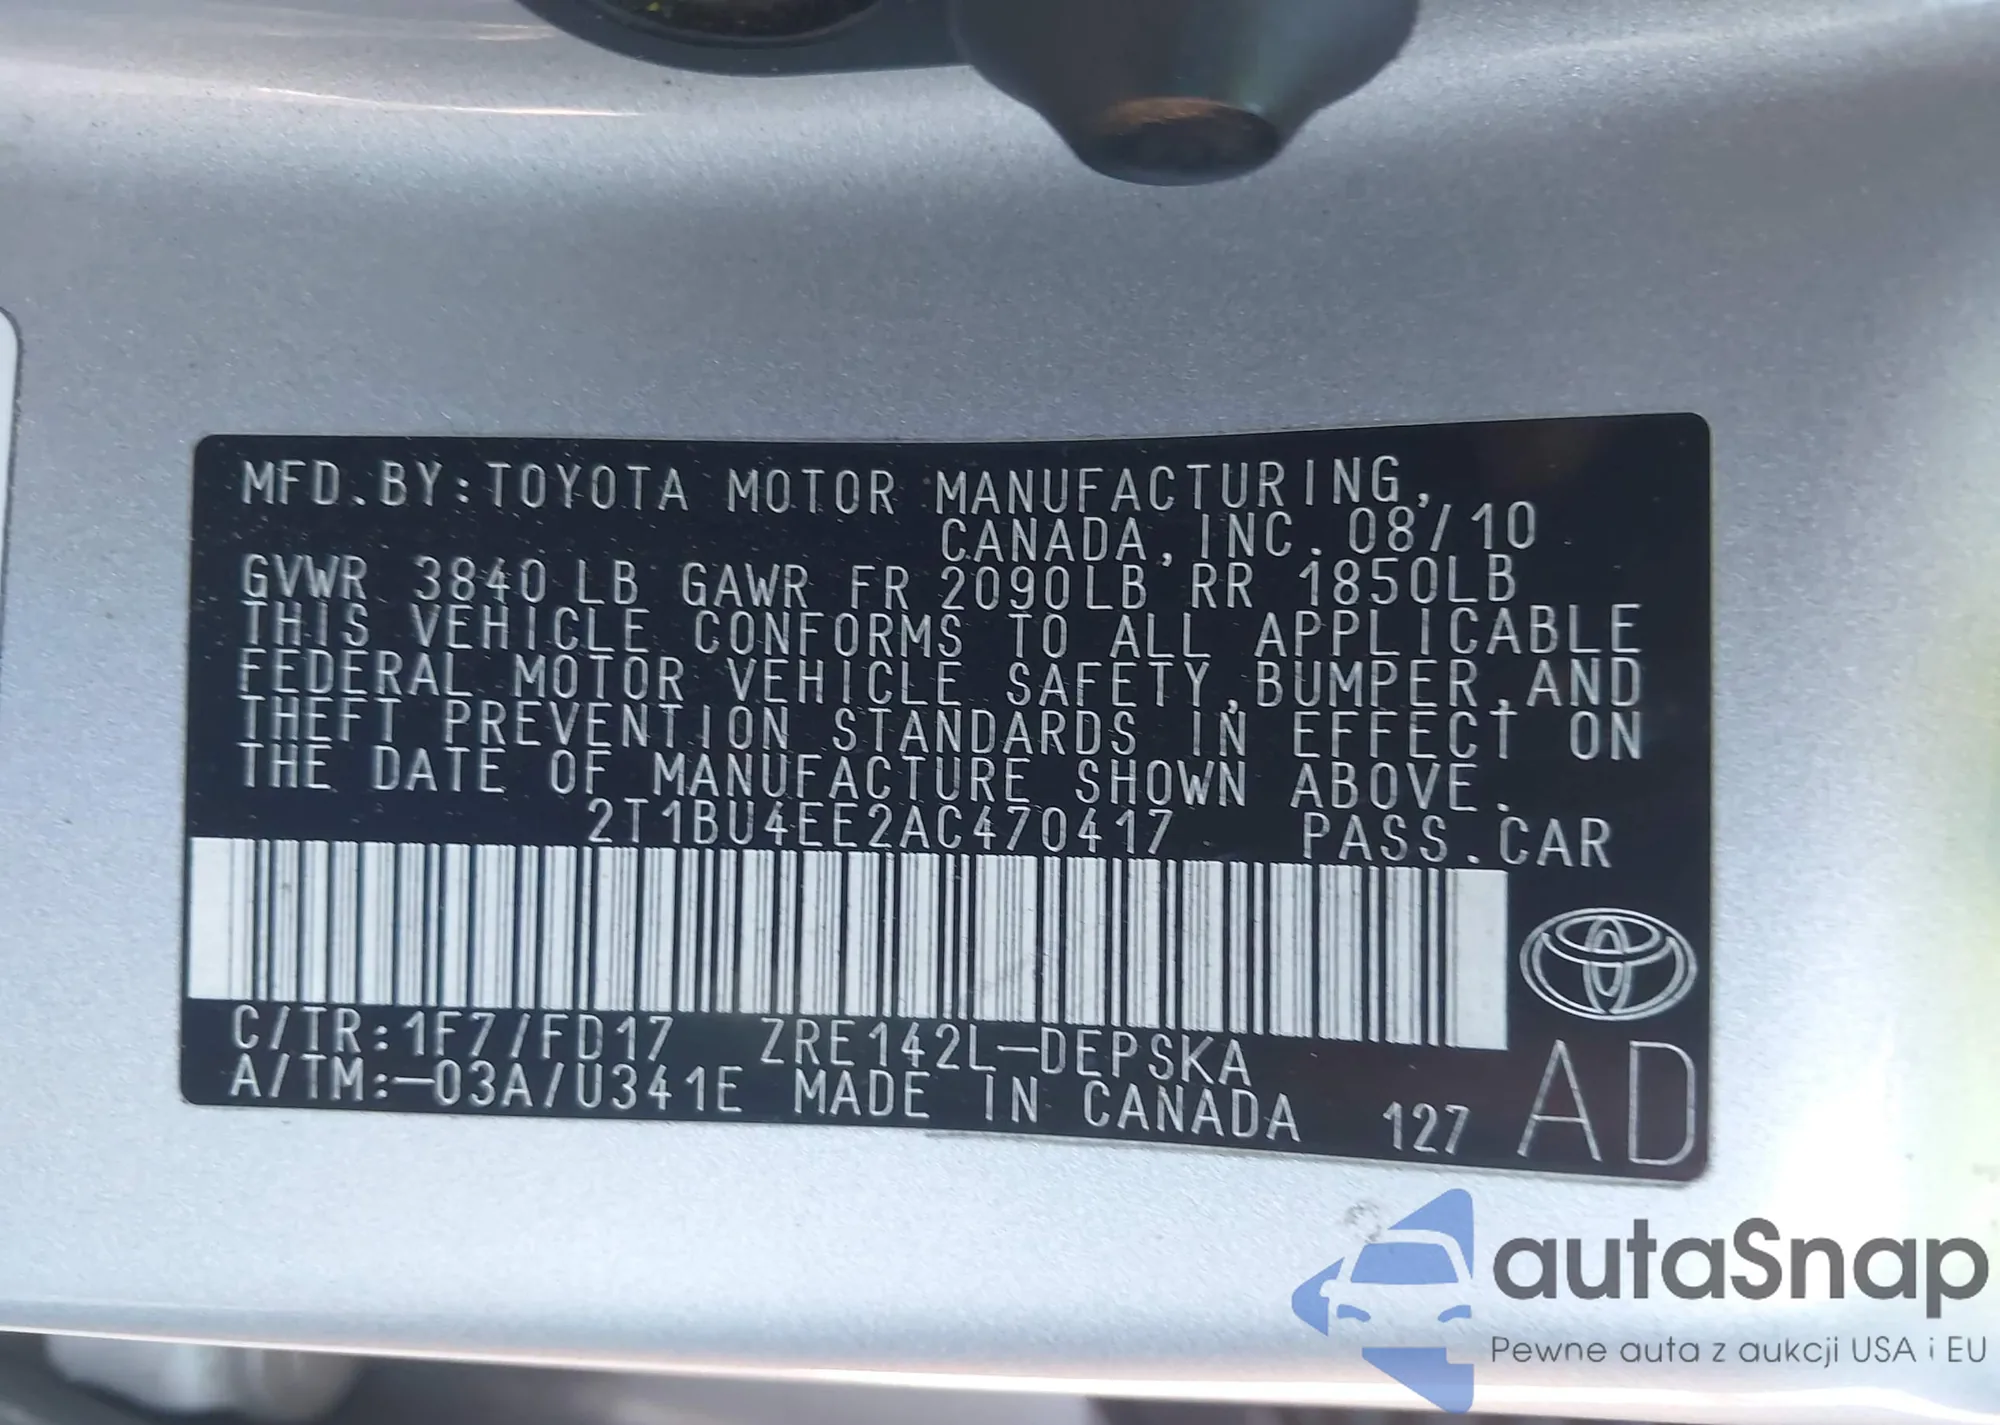 MFD.BY:TOYOTA MOTOR MANUFACTURING,
CANADA,INC. 08/10
GVWR 3840LB GAWR FR 2090LB RR 1850LB
THIS VEHICLE CONFORMS TO ALL APPLICABLE
FEDERAL MOTOR VEHICLE SAFETY,BUMPER,AND
THEFT PREVENTION STANDARDS IN EFFECT ON
THE DATE OF MANUFACTURE SHOWN ABOVE.
2T1BU4EE2AC470417 PASS.CAR
C/TR:1F7/FD17 ZRE142L-DEPSKA
A/TM:-03A/U341E MADE IN CANADA 127 AD
autaSnap
Pewne auta z aukcji USA i EU